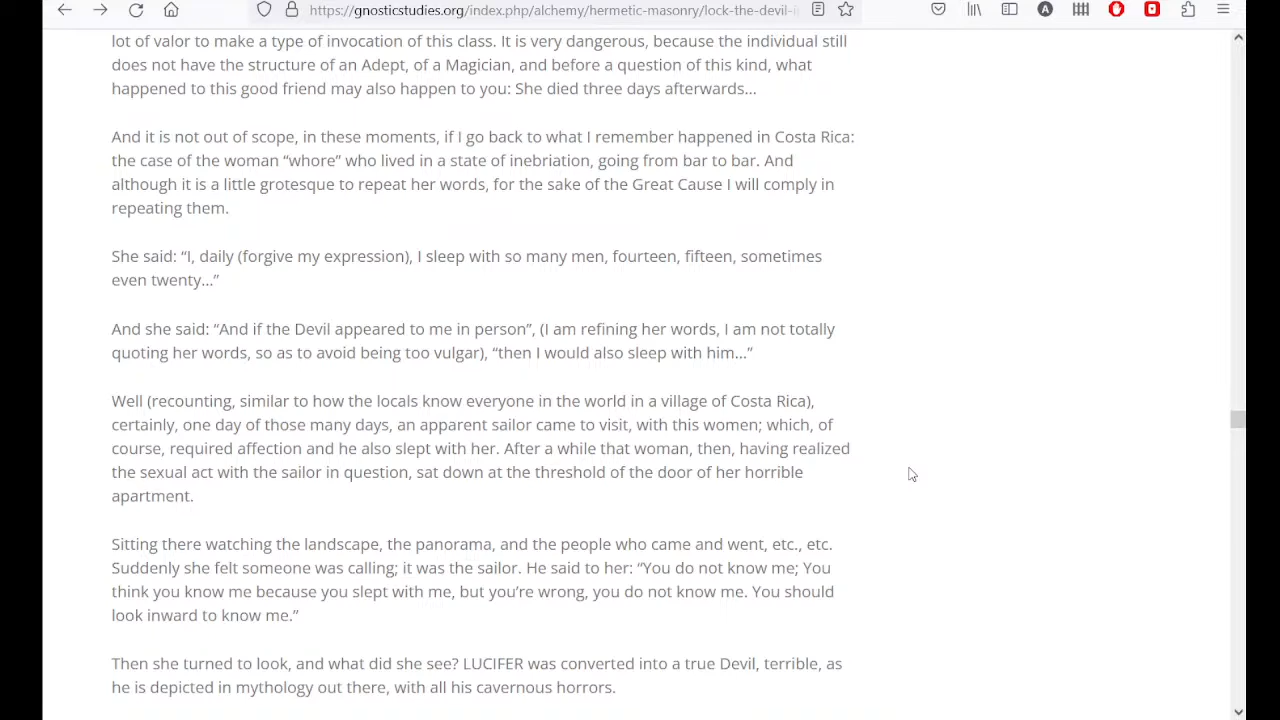 https://gnosticstudies.org/index.php/alchemy/hermetic-masonry/lock-the-devil-i
lot of valor to make a type of invocation of this class. It is very dangerous, because the individual still
does not have the structure of an Adept, of a Magician, and before a question of this kind, what
happened to this good friend may also happen to you: She died three days afterwards…
And it is not out of scope, in these moments, if I go back to what I remember happened in Costa Rica:
the case of the woman “whore” who lived in a state of inebriation, going from bar to bar. And
although it is a little grotesque to repeat her words, for the sake of the Great Cause I will comply in
repeating them.
She said: “I, daily (forgive my expression), I sleep with so many men, fourteen, fifteen, sometimes
even twenty…”
And she said: “And if the Devil appeared to me in person”, (I am refining her words, I am not totally
quoting her words, so as to avoid being too vulgar), “then I would also sleep with him…”
Well (recounting, similar to how the locals know everyone in the world in a village of Costa Rica),
certainly, one day of those many days, an apparent sailor came to visit, with this women; which, of
course, required affection and he also slept with her. After a while that woman, then, having realized
the sexual act with the sailor in question, sat down at the threshold of the door of her horrible
apartment.
Sitting there watching the landscape, the panorama, and the people who came and went, etc., etc.
Suddenly she felt someone was calling; it was the sailor. He said to her: “You do not know me; You
think you know me because you slept with me, but you’re wrong, you do not know me. You should
look inward to know me.”
Then she turned to look, and what did she see? LUCIFER was converted into a true Devil, terrible, as
he is depicted in mythology out there, with all his cavernous horrors.